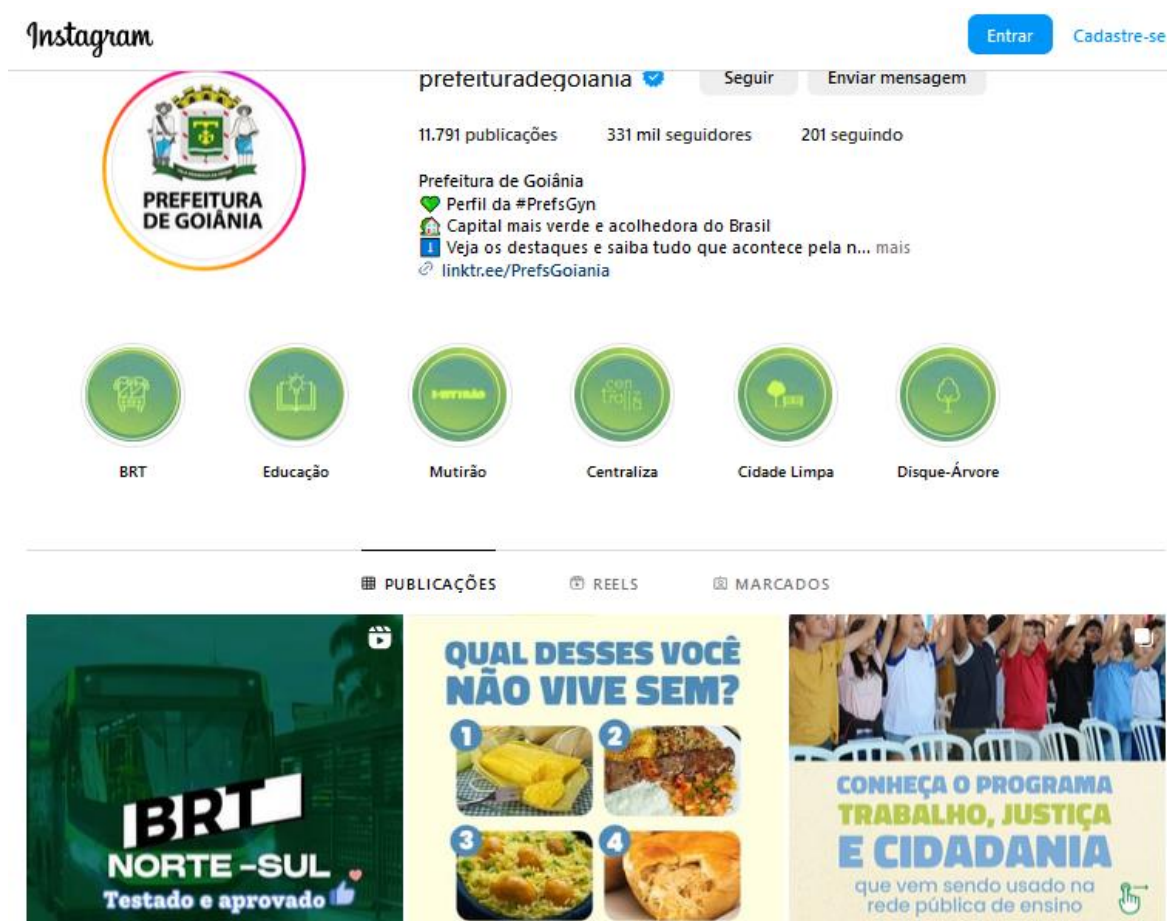 Instagram
Entrar
Cadastre-se
prefeituradegoiania
Seguir
Enviar mensagem
11.791 publicações
331 mil seguidores
201 seguindo
PREFEITURA
DE GOIÂNIA
Prefeitura de Goiânia
Perfil da #PrefsGyn
Capital mais verde e acolhedora do Brasil
Veja os destaques e saiba tudo que acontece pela n... mais
linktr.ee/PrefsGoiania
MUTIRÃO
cen
traliz
a
BRT
Educação
Mutirão
Centraliza
Cidade Limpa
Disque-Árvore
PUBLICAÇÕES
REELS
MARCADOS
BRT
NORTE-SUL
Testado e aprovado
QUAL DESSES VOCÊ
NÃO VIVE SEM?
1
2
3
4
CONHEÇA O PROGRAMA
TRABALHO, JUSTIÇA
E CIDADANIA
que vem sendo usado na
rede pública de ensino